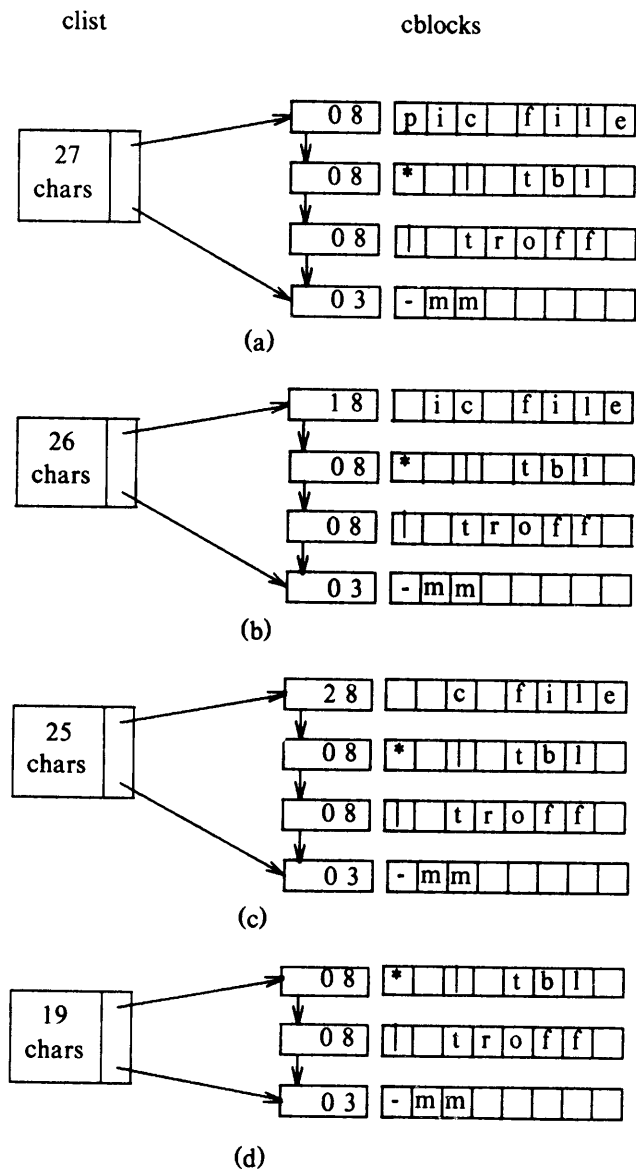 clist cblocks
0 8 p i c f i l e
27 chars
0 8 * | t b l
0 8 | t r o f f
0 3 - m m
(a)
1 8 i c f i l e
26 chars
0 8 * | t b l
0 8 | t r o f f
0 3 - m m
(b)
2 8 c f i l e
25 chars
0 8 * | t b l
0 8 | t r o f f
0 3 - m m
(c)
0 8 * | t b l
19 chars
0 8 | t r o f f
0 3 - m m
(d)